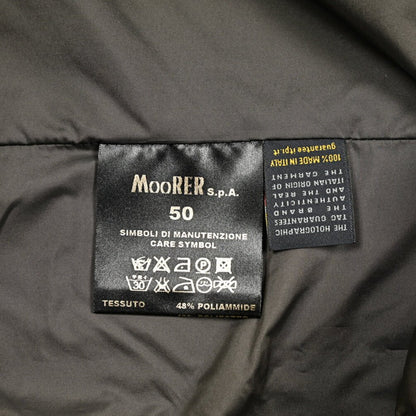 MOORER S.p.A.
50
SIMBOLI DI MANUTENZIONE
CARE SYMBOL
30
TESSUTO 48% POLIAMMIDE
THE HOLOGRAPHIC
TAG GUARANTEES
THE BRAND
AUTHENTICITY
AND THE REAL
ITALIAN ORIGIN OF
THE GARMENT
100% MADE IN ITALY
guarantee itpi.it